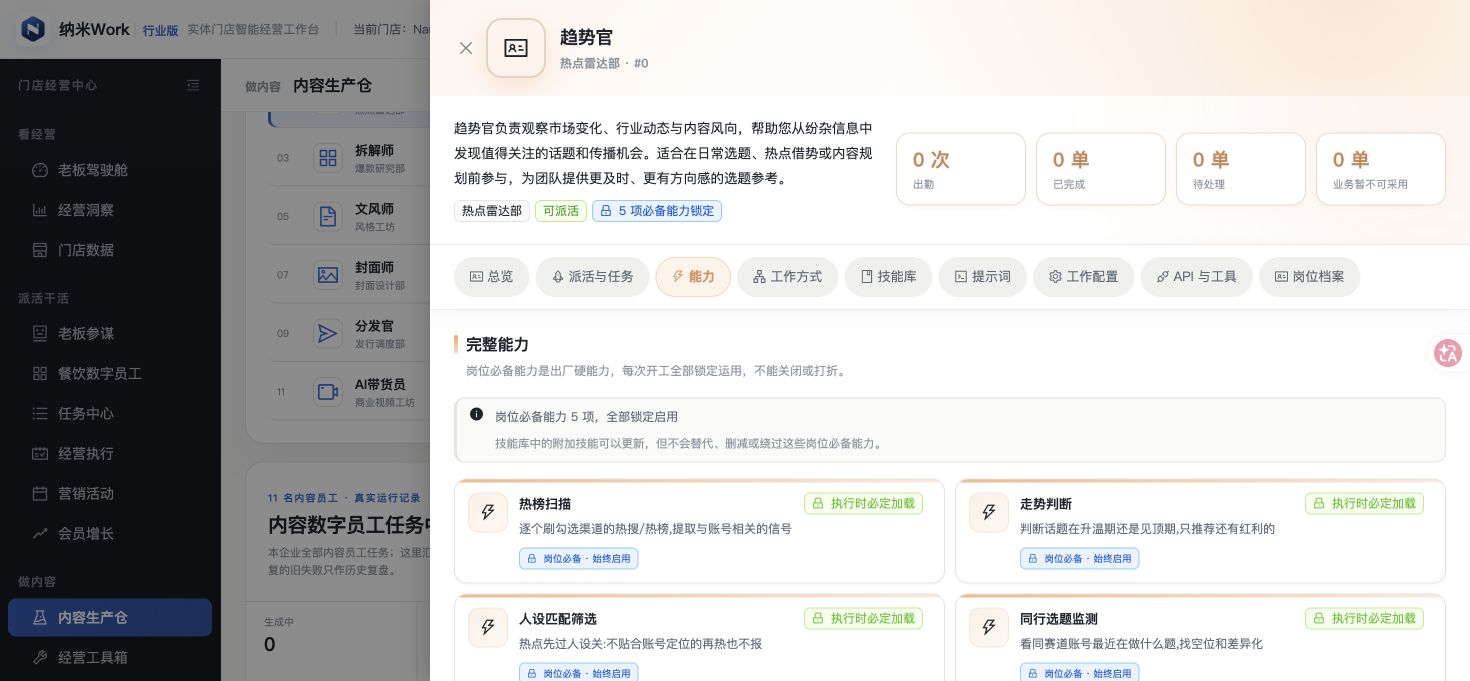 纳米Work 行业版 实体门店智能经营工作台 当前门店：
门店经营中心
看经营
老板驾驶舱
经营洞察
门店数据
派活干活
老板参谋
餐饮数字员工
任务中心
经营执行
营销活动
会员增长
做内容
内容生产仓
经营工具箱
做内容 内容生产仓
03 拆解师
爆款研究部
05 文风师
风格工坊
07 封面师
封面设计部
09 分发官
发行调度部
11 AI带货员
商业视频工坊
11 名内容员工 · 真实运行记录
内容数字员工任务中
本企业全部内容员工任务；这里汇
复的旧失败只作历史复盘。
生成中
0
趋势官
热点雷达部 · #0
趋势官负责观察市场变化、行业动态与内容风向，帮助您从纷杂信息中
发现值得关注的话题和传播机会。适合在日常选题、热点借势或内容规
划前参与，为团队提供更及时、更有方向感的选题参考。
热点雷达部 可派活 5 项必备能力锁定
0 次
出勤
0 单
已完成
0 单
待处理
0 单
业务暂不可采用
总览 派活与任务 能力 工作方式 技能库 提示词 工作配置 API 与工具 岗位档案
完整能力
岗位必备能力是出厂硬能力，每次开工全部锁定运用，不能关闭或打折。
岗位必备能力 5 项，全部锁定启用
技能库中的附加技能可以更新，但不会替代、删减或绕过这些岗位必备能力。
热榜扫描 执行时必定加载
逐个刷勾选渠道的热搜/热榜,提取与账号相关的信号
岗位必备 · 始终启用
走势判断 执行时必定加载
判断话题在升温期还是见顶期,只推荐还有红利的
岗位必备 · 始终启用
人设匹配筛选 执行时必定加载
热点先过人设关:不贴合账号定位的再热也不报
岗位必备 · 始终启用
同行选题监测 执行时必定加载
看同赛道账号最近在做什么题,找空位和差异化
岗位必备 · 始终启用